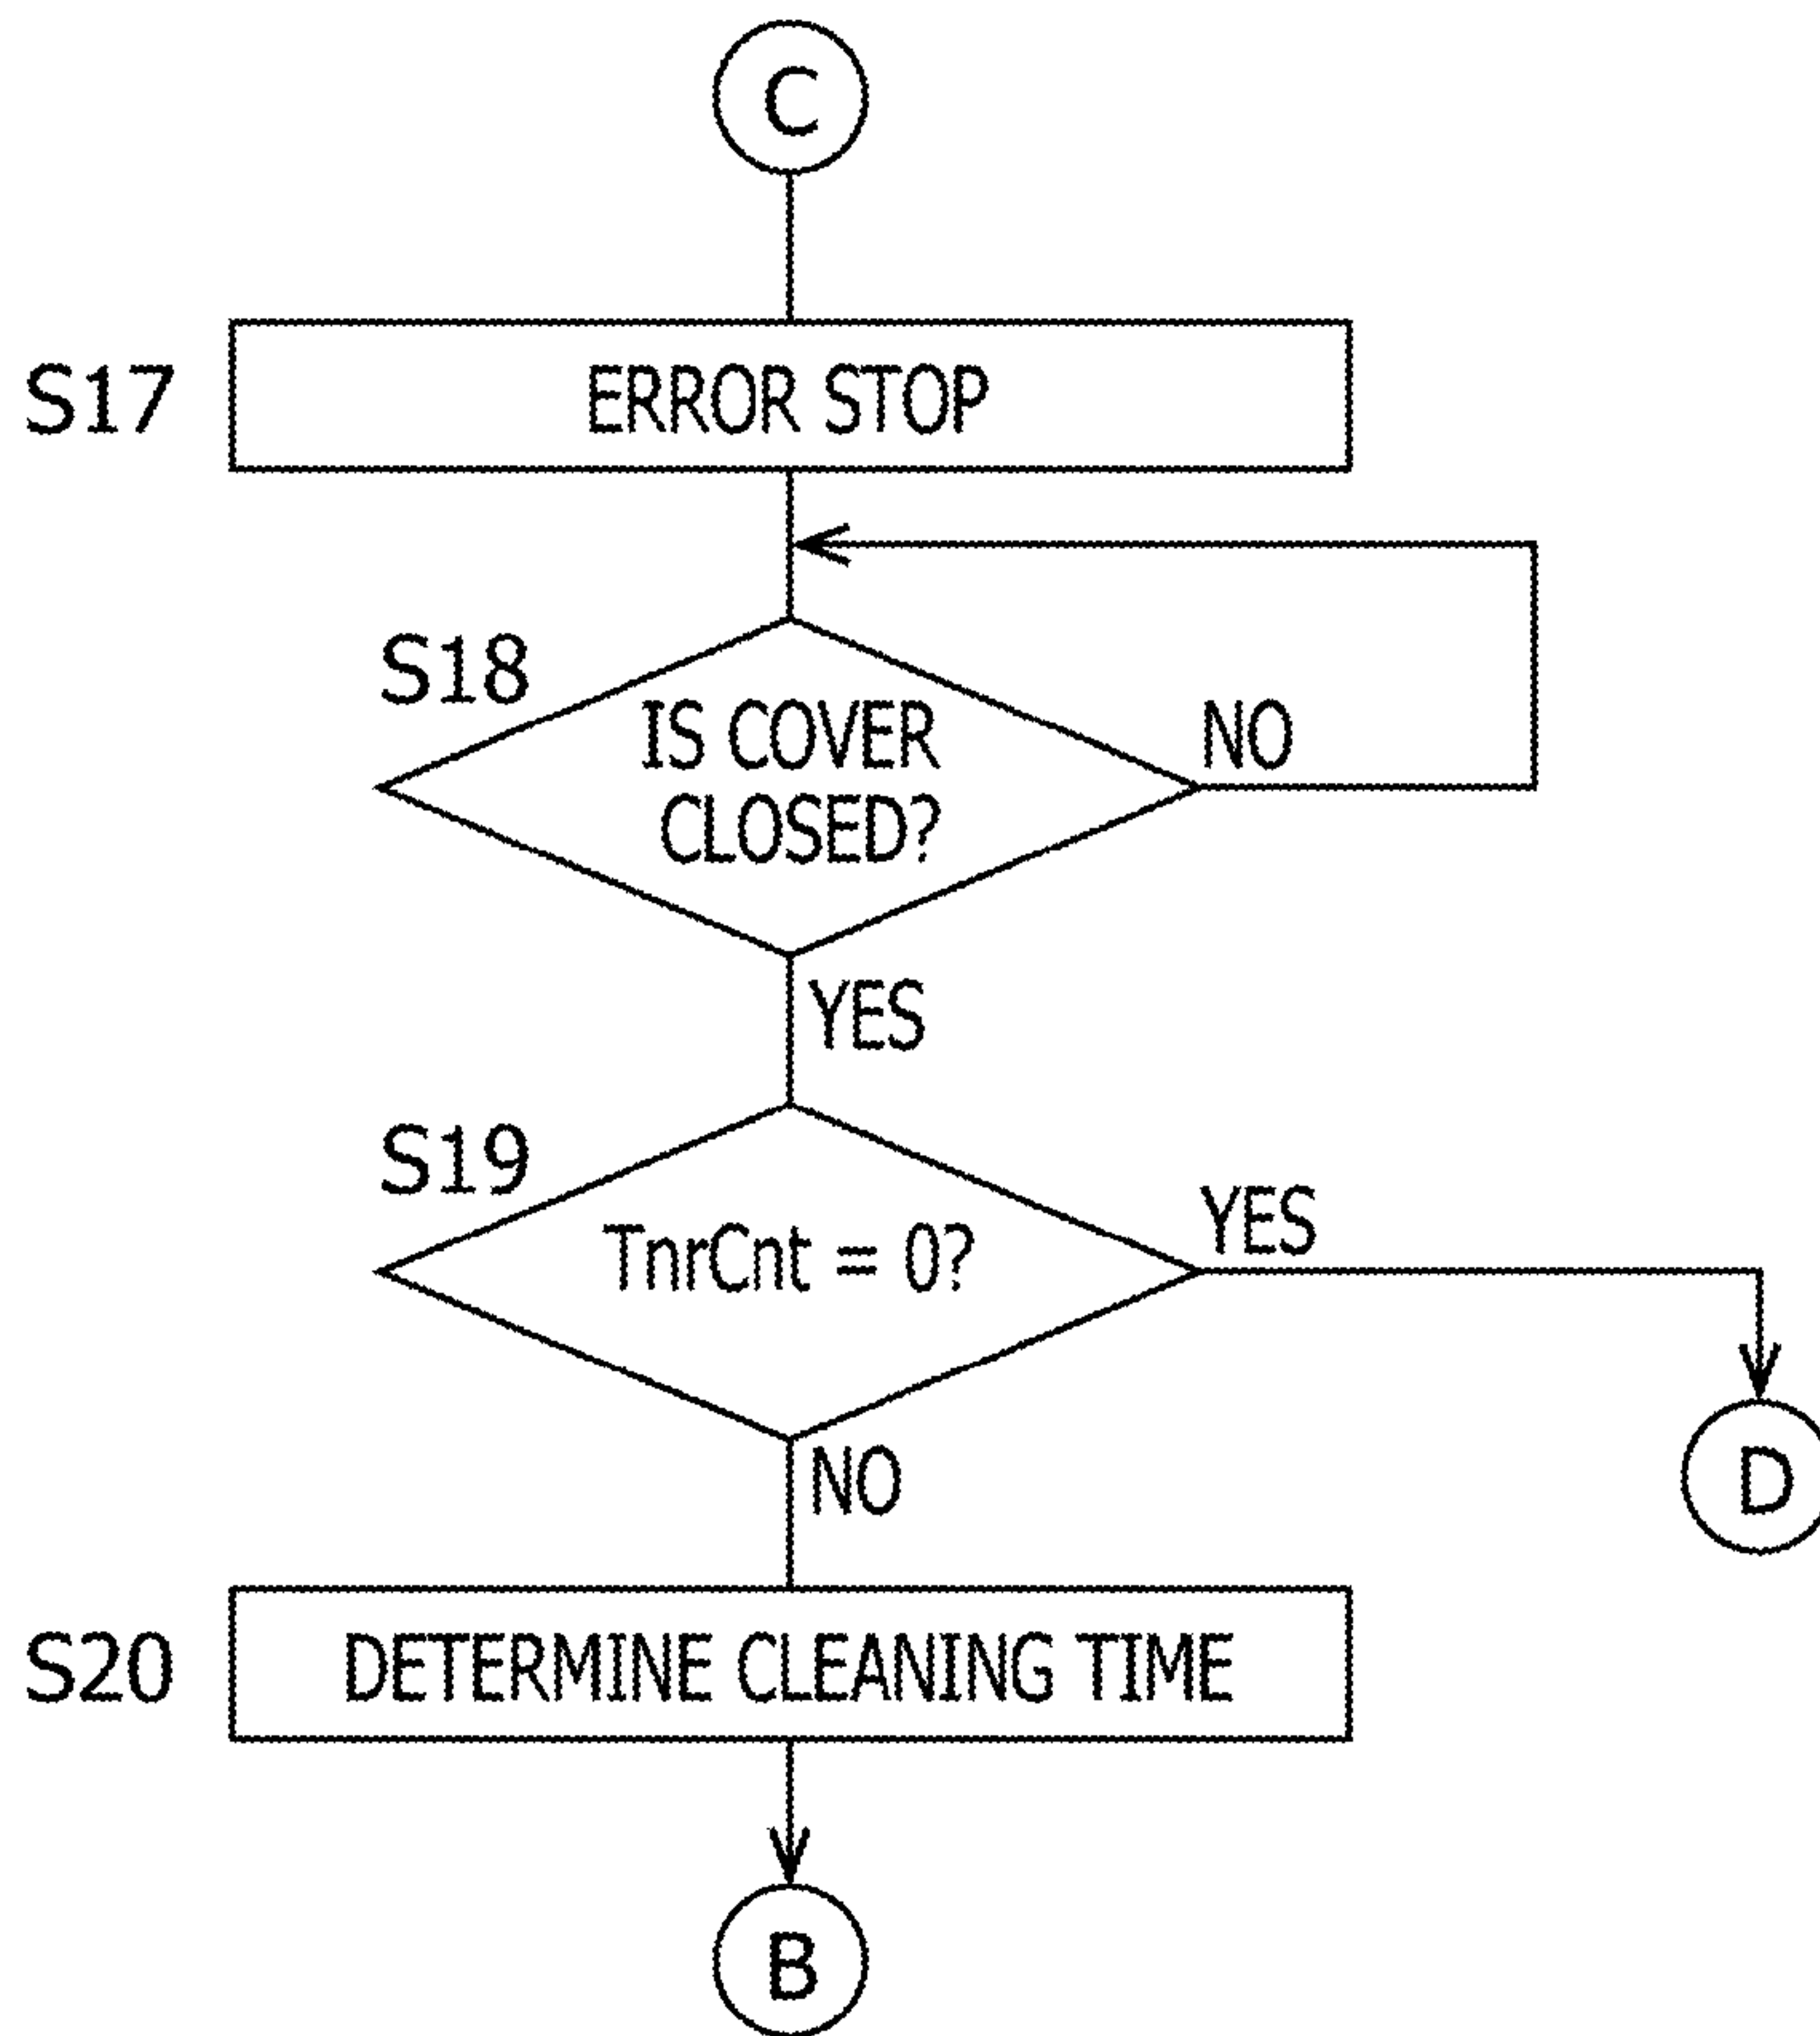 C
S17
ERROR STOP
S18
IS COVER
CLOSED?
NO
YES
S19
TnrCnt = 0?
YES
NO
D
S20
DETERMINE CLEANING TIME
B